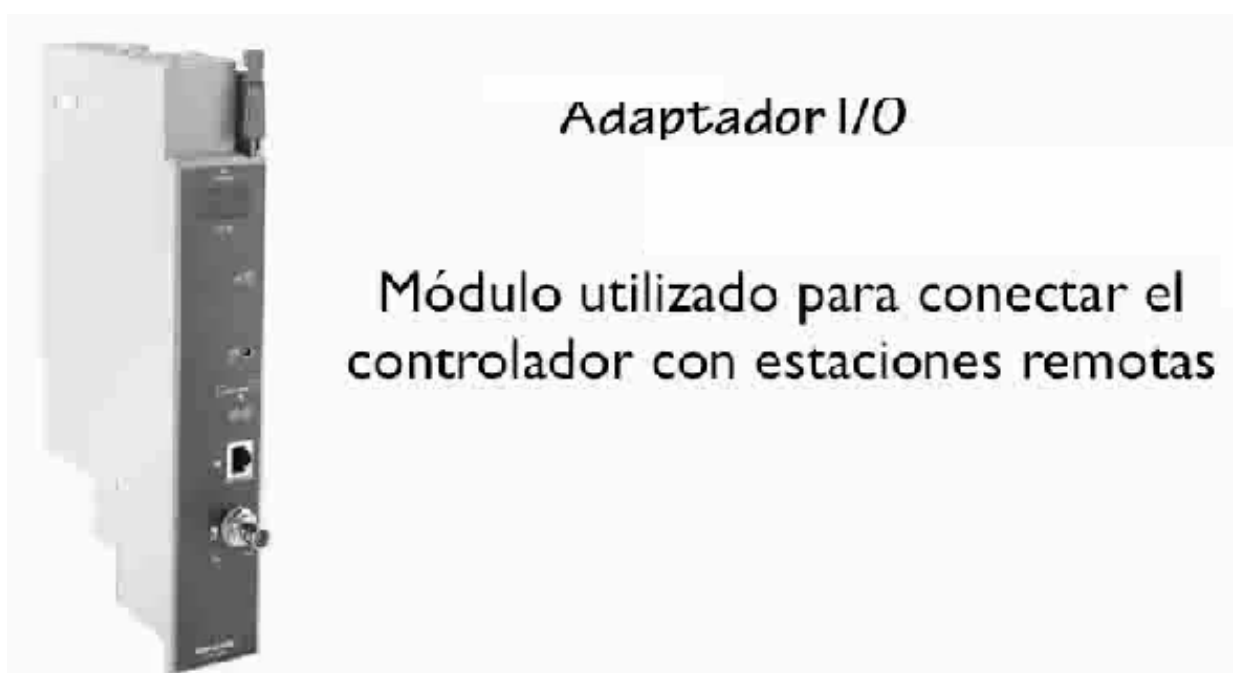 Adaptador I/O
Módulo utilizado para conectar el
controlador con estaciones remotas